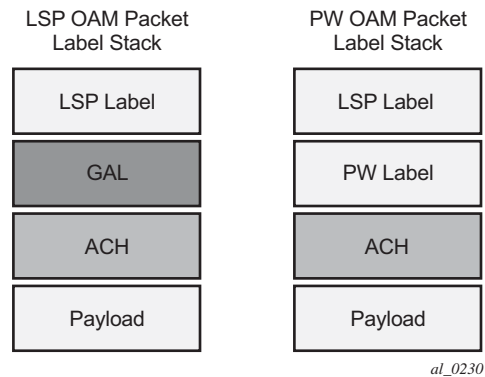 LSP OAM Packet
Label Stack
LSP Label
GAL
ACH
Payload
PW OAM Packet
Label Stack
LSP Label
PW Label
ACH
Payload
al_0230